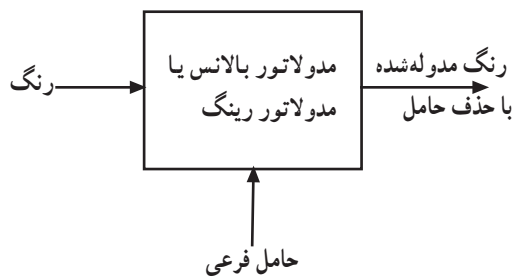 رنگ
مدولاتور بالانس یا
مدولاتور رینگ
رنگ مدوله‌شده
با حذف حامل
حامل فرعی